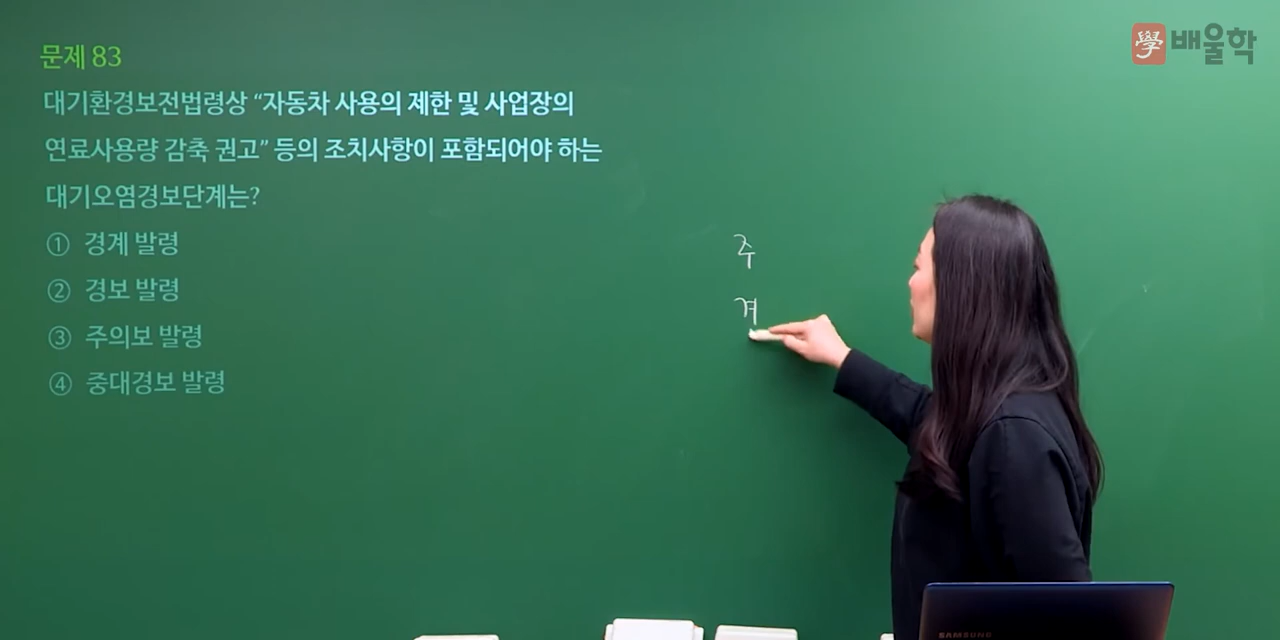 學 배울학
문제 83
대기환경보전법령상 “자동차 사용의 제한 및 사업장의
연료사용량 감축 권고” 등의 조치사항이 포함되어야 하는
대기오염경보단계는?
① 경계 발령
② 경보 발령
③ 주의보 발령
④ 중대경보 발령
주
겨
SAMSUNG